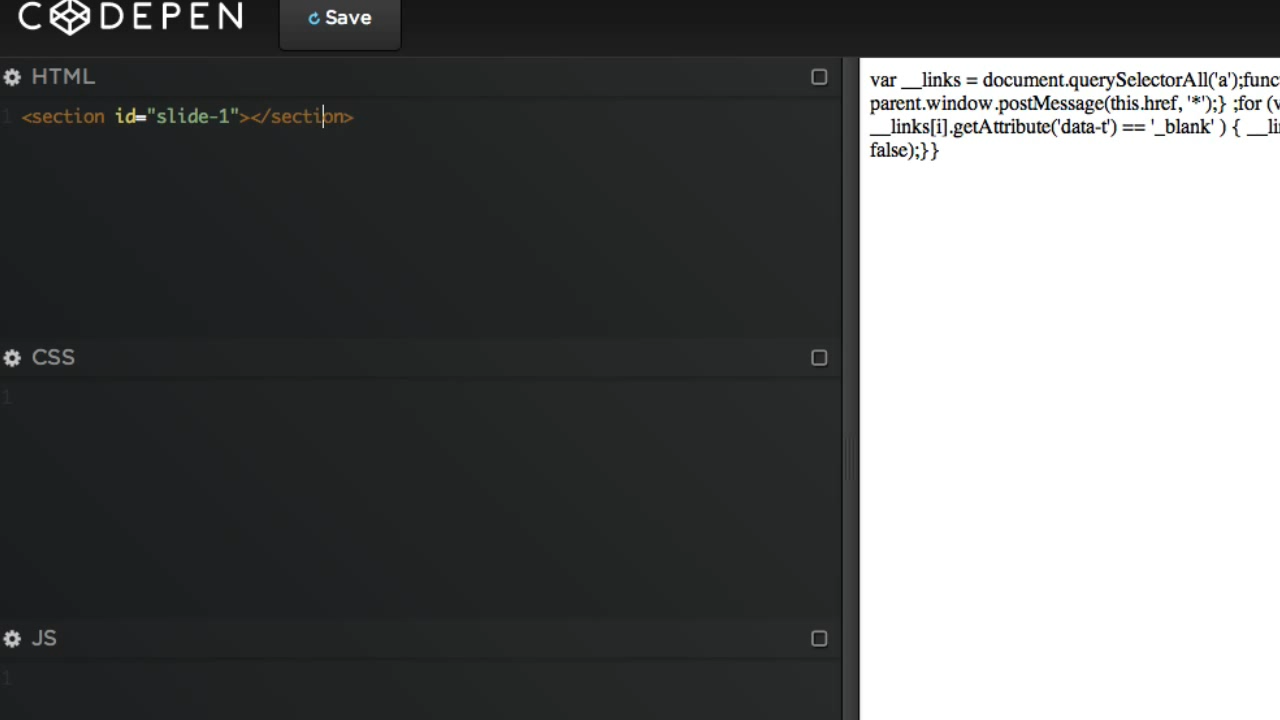 CODEPEN
Save
HTML
1 <section id="slide-1"></section>
CSS
1
JS
1
var __links = document.querySelectorAll('a');func
parent.window.postMessage(this.href, '*');} ;for (v
__links[i].getAttribute('data-t') == '_blank' ) { __li
false);}}